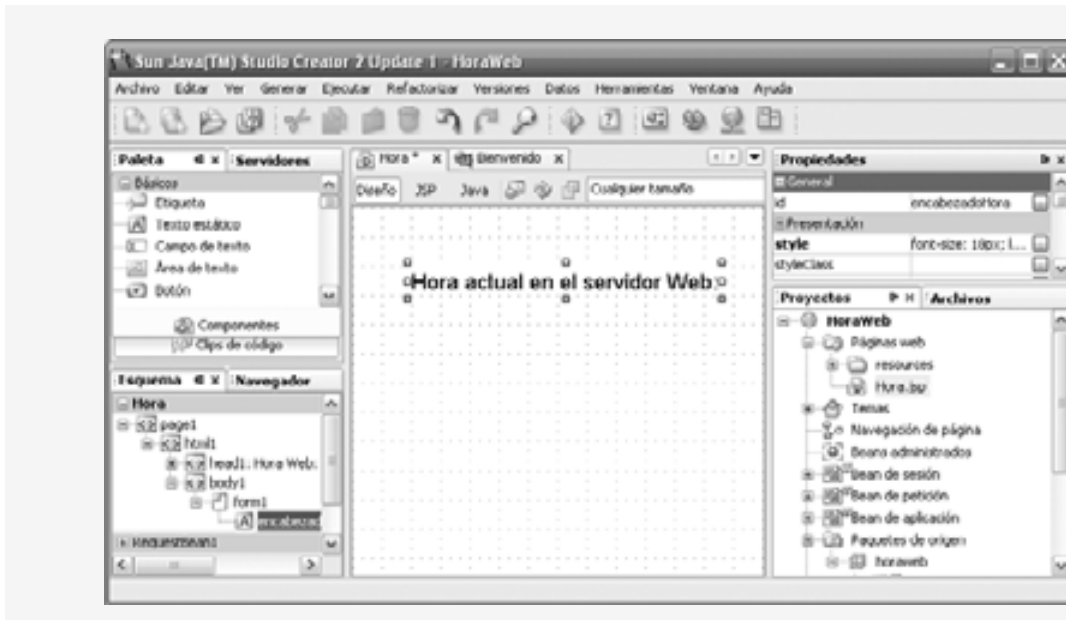 Sun Java(TM) Studio Creator 2 Update 1 - HoraWeb
Archivo Editar Ver Generar Ejecutar Refactorizar Versiones Datos Herramientas Ventana Ayuda
Paleta Servidores
Básicos
Etiqueta
Texto estático
Campo de texto
Área de texto
Botón
Componentes
Clips de código
Esquema Navegador
Hora
page1
html1
head1: Hora Web:
body1
form1
encabezad
RequestBean1
Hora * Bienvenido
Diseño JSP Java Cualquier tamaño
Hora actual en el servidor Web:
Propiedades
General
id encabezadoHora
Presentación
style font-size: 18px; l...
styleClass
Proyectos Archivos
HoraWeb
Páginas web
resources
Hora.jsp
Temas
Navegación de página
Beans administrados
Bean de sesión
Bean de petición
Bean de aplicación
Paquetes de origen
horaweb